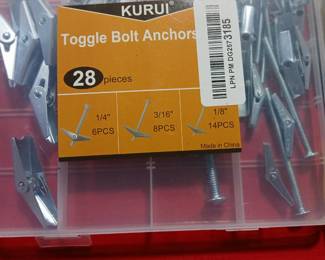 KURUI
Toggle Bolt Anchors
28 pieces
1/4"
6PCS
3/16"
8PCS
1/8"
14PCS
Made in China
LPN PM DG2573185